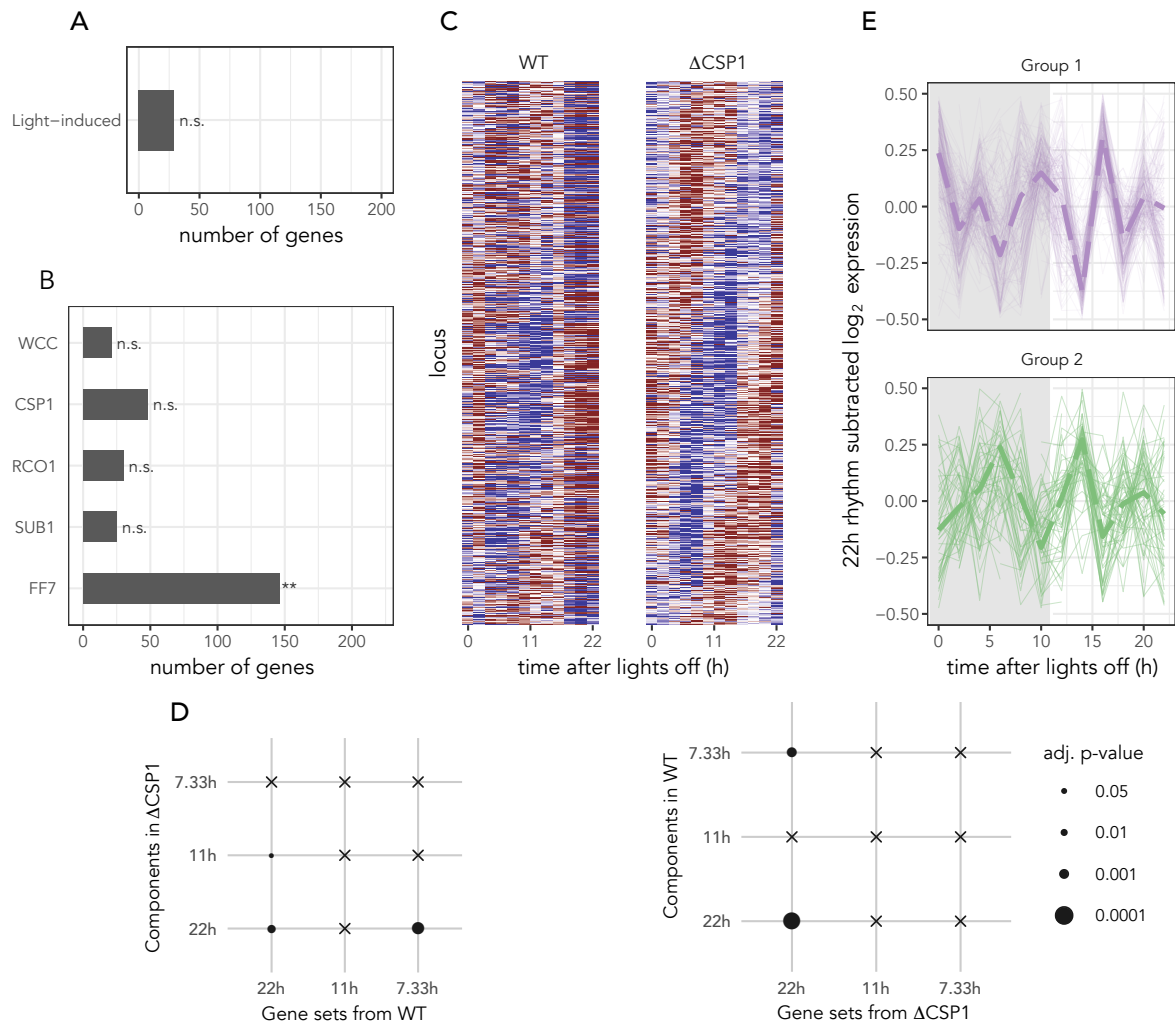 A
Light−induced
n.s.
0 50 100 150 200
number of genes
B
WCC
n.s.
CSP1
n.s.
RCO1
n.s.
SUB1
n.s.
FF7
**
0 50 100 150 200
number of genes
C
WT ΔCSP1
locus
0 11 22 0 11 22
time after lights off (h)
E
Group 1
0.50
0.25
0.00
−0.25
−0.50
Group 2
0.50
0.25
0.00
−0.25
−0.50
22h rhythm subtracted log2 expression
0 5 10 15 20
time after lights off (h)
D
Components in ΔCSP1
7.33h
11h
22h
22h 11h 7.33h
Gene sets from WT
Components in WT
7.33h
11h
22h
22h 11h 7.33h
Gene sets from ΔCSP1
adj. p-value
0.05
0.01
0.001
0.0001